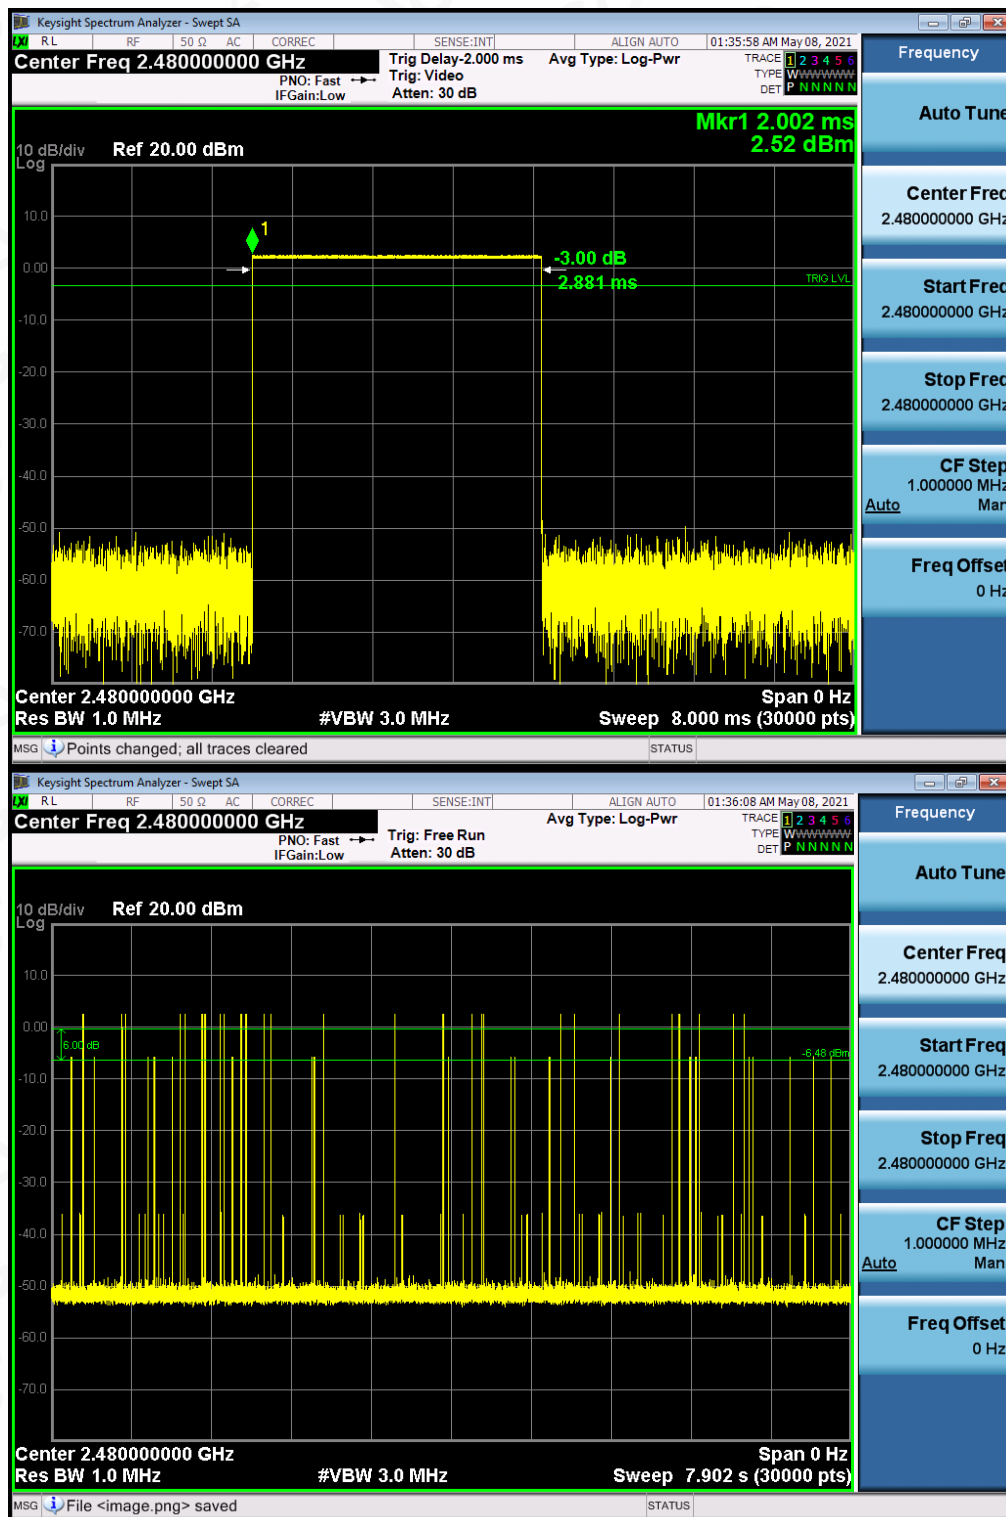 Keysight Spectrum Analyzer - Swept SA
LXI RL RF 50 Ω AC CORREC SENSE:INT ALIGN AUTO 01:35:58 AM May 08, 2021
Center Freq 2.480000000 GHz
Trig Delay-2.000 ms Avg Type: Log-Pwr TRACE 1 2 3 4 5 6
PNO: Fast Trig: Video TYPE WWWWWW
IFGain:Low Atten: 30 dB DET P N N N N N
Mkr1 2.002 ms
10 dB/div Ref 20.00 dBm 2.52 dBm
Log
10.0
1
-3.00 dB
0.00
2.881 ms TRIG LVL
-10.0
-20.0
-30.0
-40.0
-50.0
-60.0
-70.0
Center 2.480000000 GHz Span 0 Hz
Res BW 1.0 MHz #VBW 3.0 MHz Sweep 8.000 ms (30000 pts)
MSG Points changed; all traces cleared STATUS
Frequency
Auto Tune
Center Freq
2.480000000 GHz
Start Freq
2.480000000 GHz
Stop Freq
2.480000000 GHz
CF Step
1.000000 MHz
Auto Man
Freq Offset
0 Hz
Keysight Spectrum Analyzer - Swept SA
LXI RL RF 50 Ω AC CORREC SENSE:INT ALIGN AUTO 01:36:08 AM May 08, 2021
Center Freq 2.480000000 GHz
Avg Type: Log-Pwr TRACE 1 2 3 4 5 6
PNO: Fast Trig: Free Run TYPE WWWWWW
IFGain:Low Atten: 30 dB DET P N N N N N
10 dB/div Ref 20.00 dBm
Log
10.0
0.00
6.00 dB
-6.48 dBm
-10.0
-20.0
-30.0
-40.0
-50.0
-60.0
-70.0
Center 2.480000000 GHz Span 0 Hz
Res BW 1.0 MHz #VBW 3.0 MHz Sweep 7.902 s (30000 pts)
MSG File <image.png> saved STATUS
Frequency
Auto Tune
Center Freq
2.480000000 GHz
Start Freq
2.480000000 GHz
Stop Freq
2.480000000 GHz
CF Step
1.000000 MHz
Auto Man
Freq Offset
0 Hz